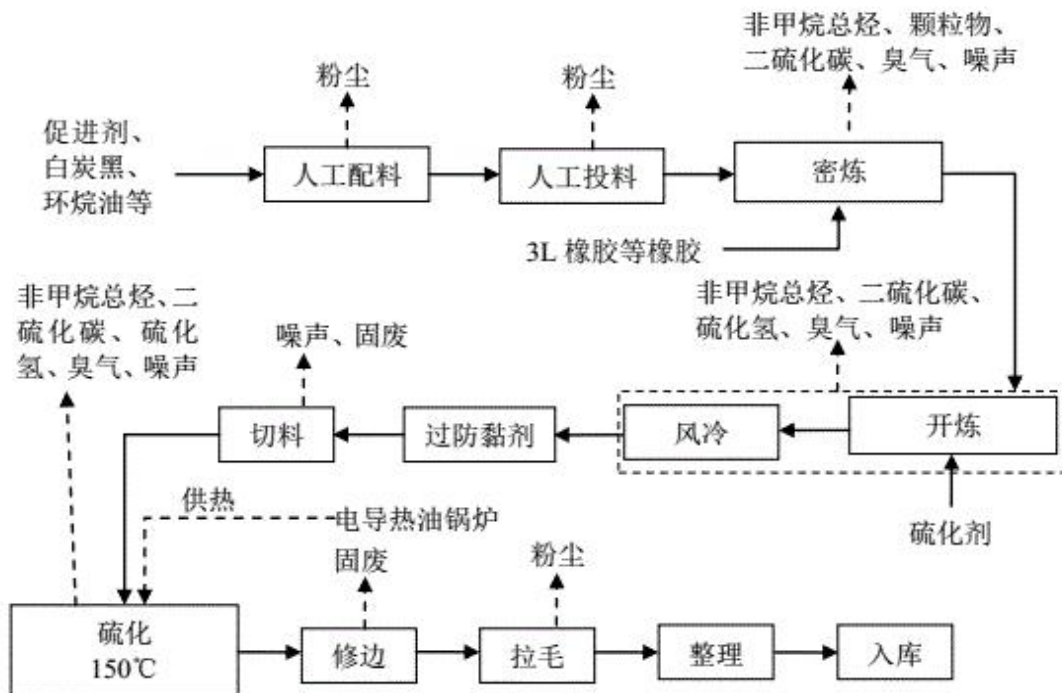 非甲烷总烃、颗粒物、
二硫化碳、臭气、噪声
粉尘
粉尘
促进剂、
白炭黑、
环烷油等
人工配料
人工投料
密炼
3L 橡胶等橡胶
非甲烷总烃、二
硫化碳、硫化
氢、臭气、噪声
噪声、固废
非甲烷总烃、二硫化碳、
硫化氢、臭气、噪声
切料
过防黏剂
风冷
开炼
供热
电导热油锅炉
硫化剂
固废
粉尘
硫化
150℃
修边
拉毛
整理
入库